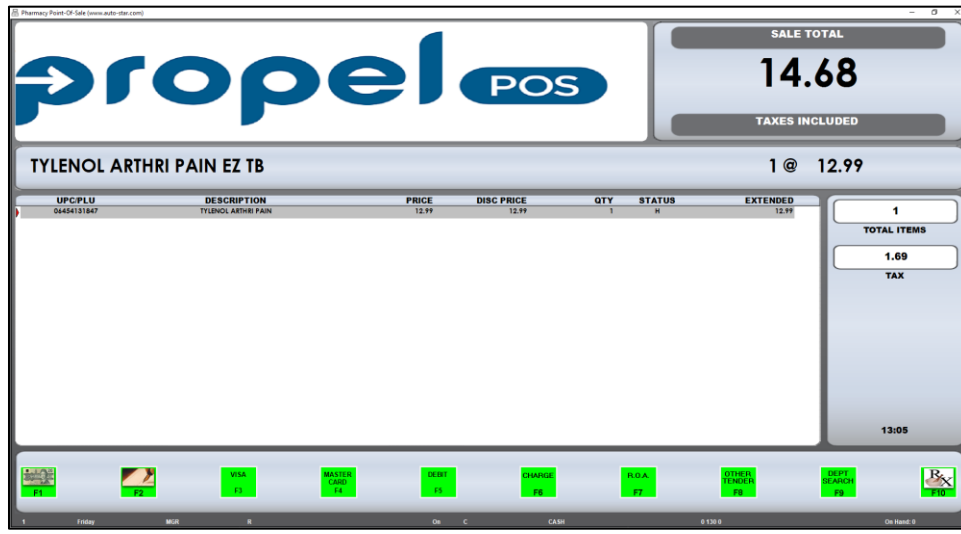 Pharmacy Point-Of-Sale (www.auto-star.com)
propel POS
SALE TOTAL
14.68
TAXES INCLUDED
TYLENOL ARTHRI PAIN EZ TB 1 @ 12.99
UPC/PLU DESCRIPTION PRICE DISC PRICE QTY STATUS EXTENDED
06454131847 TYLENOL ARTHRI PAIN 12.99 12.99 1 H 12.99
1
TOTAL ITEMS
1.69
TAX
13:05
F1
F2
VISA
F3
MASTER
CARD
F4
DEBIT
F5
CHARGE
F6
R.O.A.
F7
OTHER
TENDER
F8
DEPT
SEARCH
F9
Rx
F10
1 Friday MGR R On C CASH 0 130 0 On Hand: 0